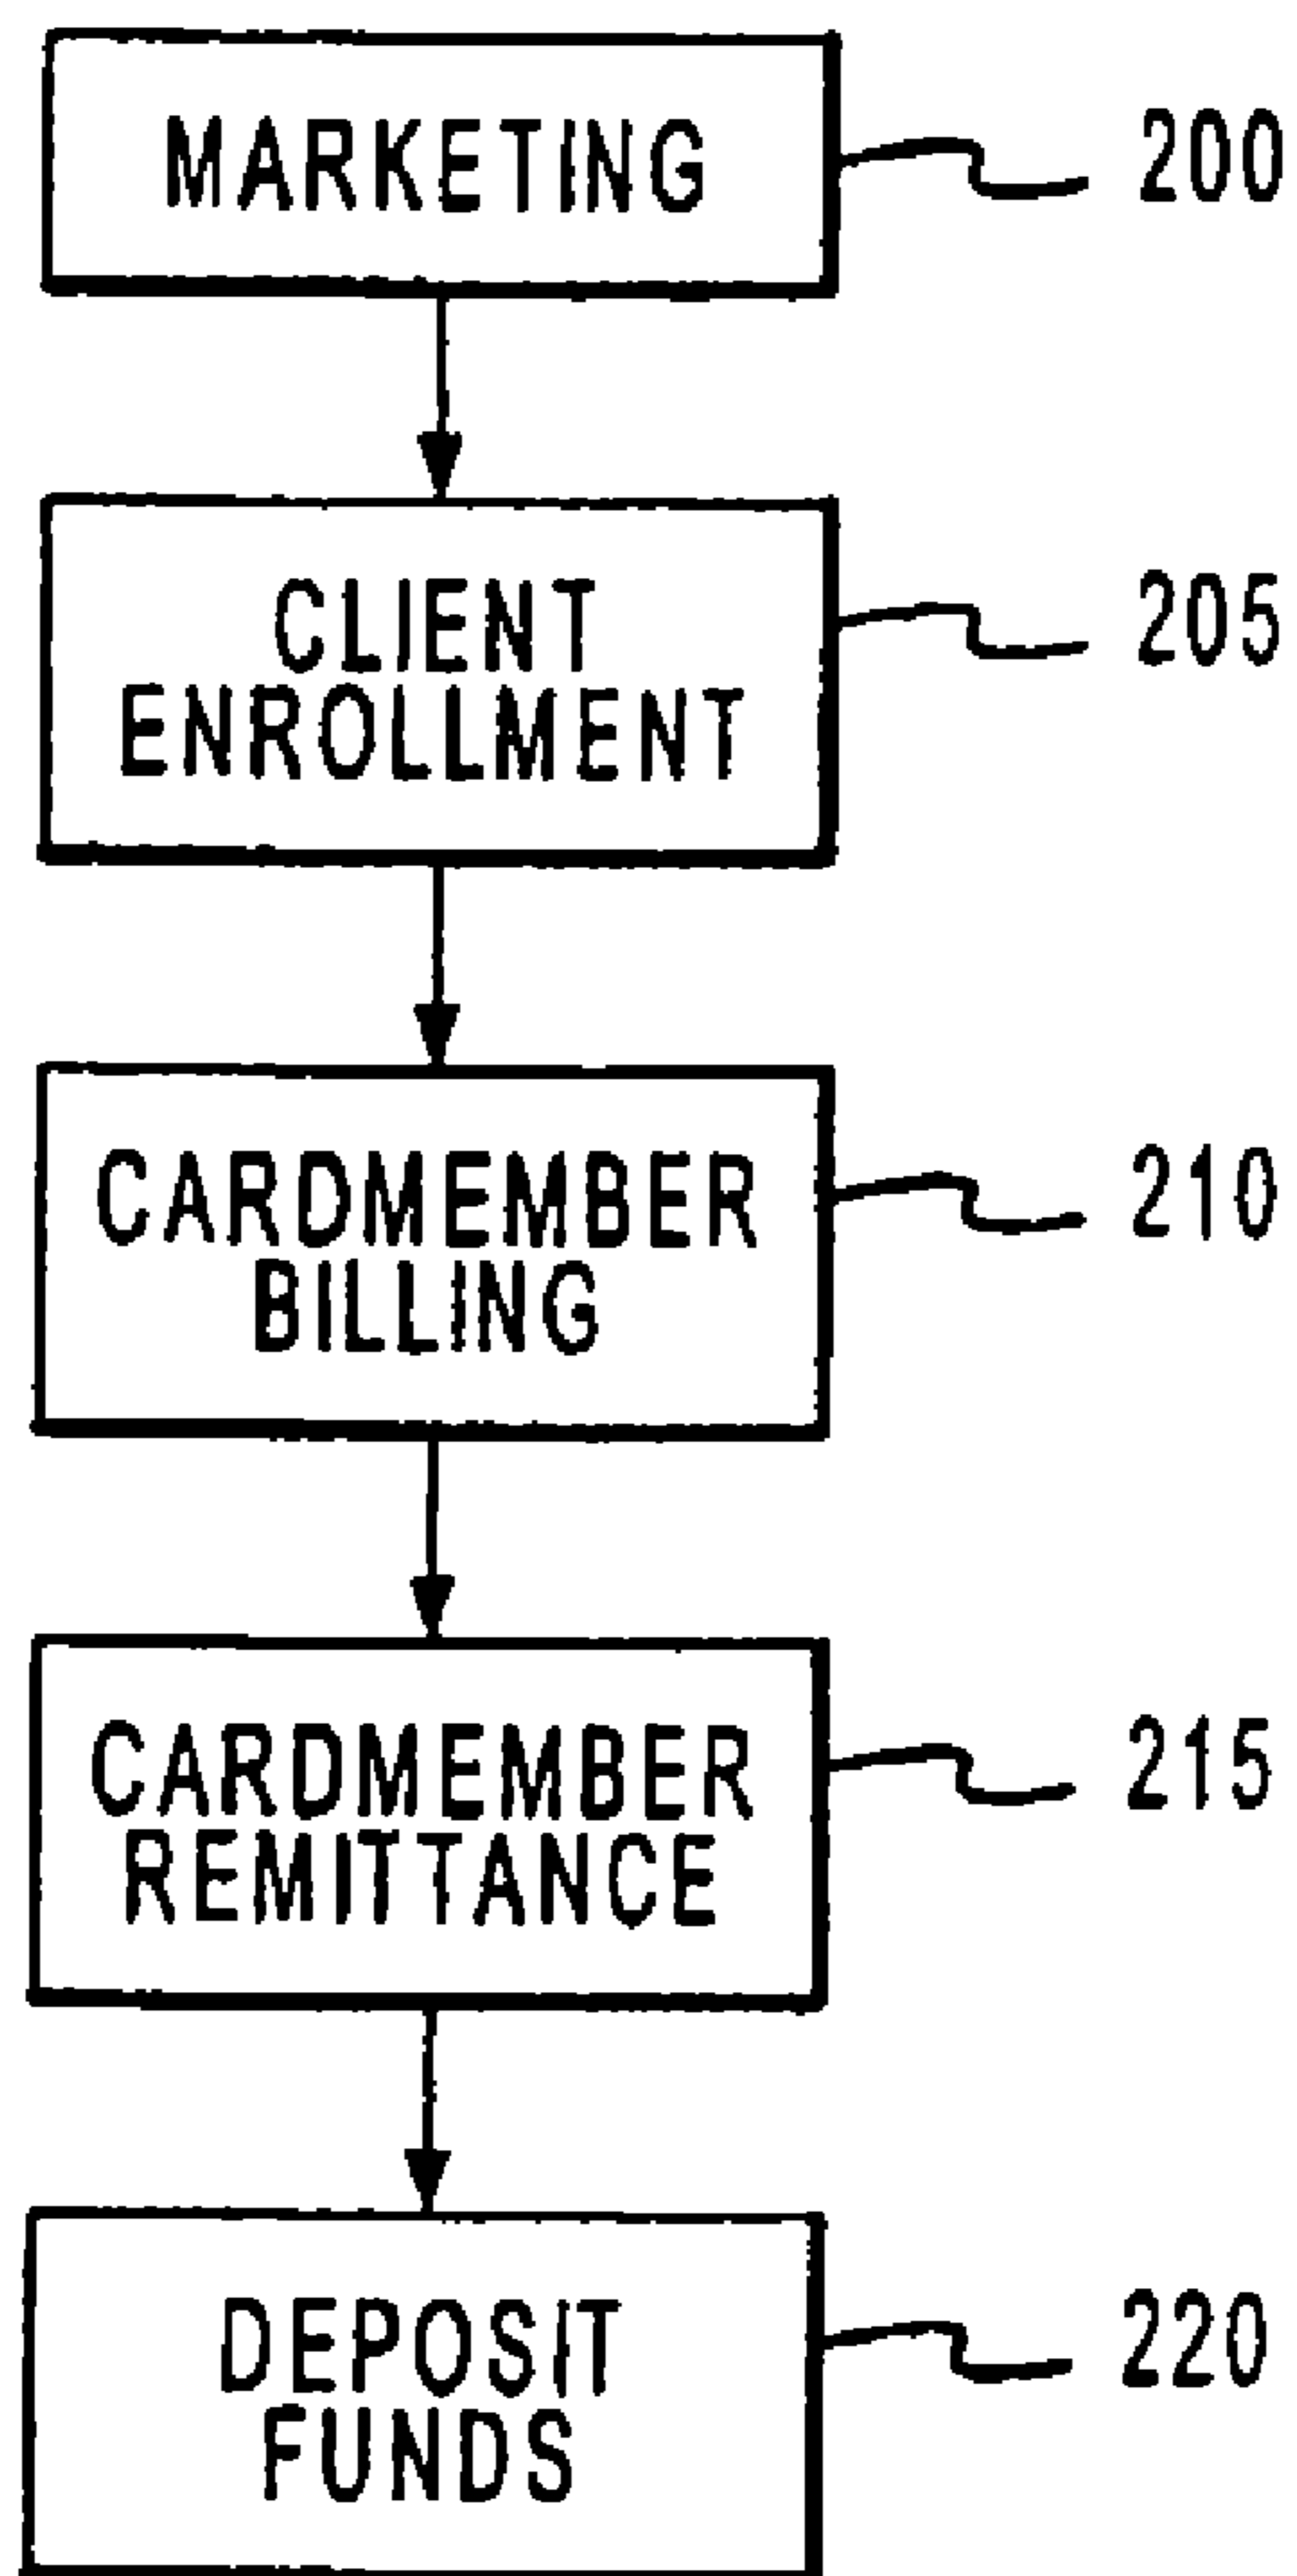 MARKETING 200
CLIENT 205
ENROLLMENT
CARDMEMBER 210
BILLING
CARDMEMBER 215
REMITTANCE
DEPOSIT 220
FUNDS